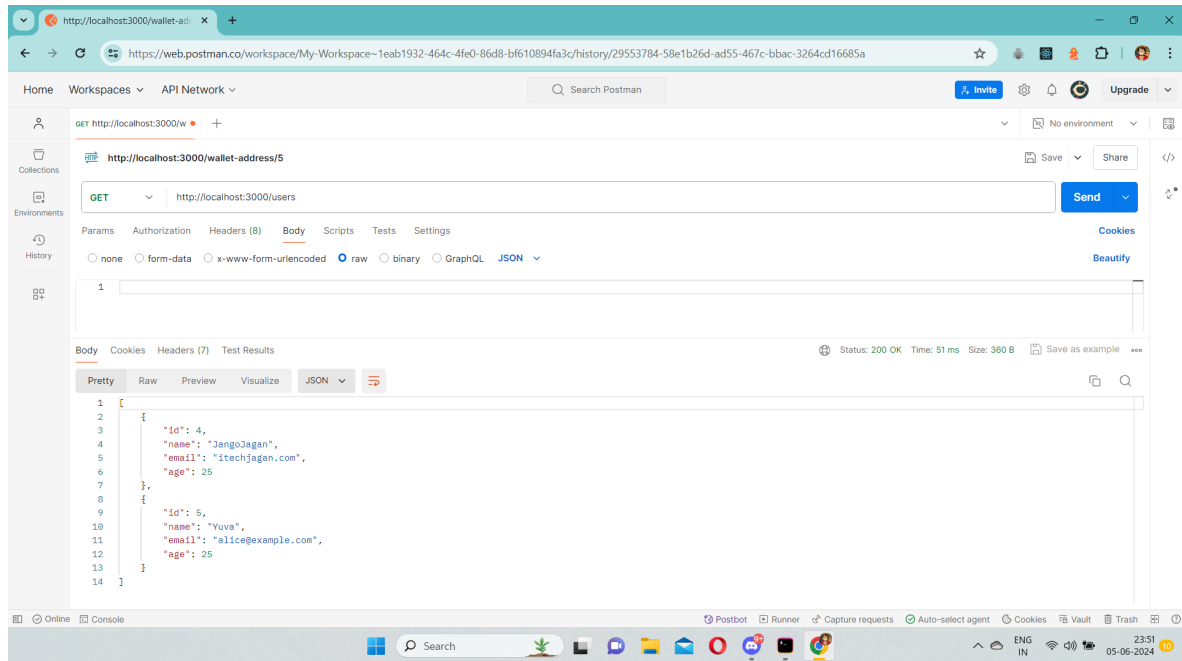 http://localhost:3000/wallet-add
https://web.postman.co/workspace/My-Workspace~1eab1932-464c-4fe0-86d8-bf610894fa3c/history/29553784-58e1b26d-ad55-467c-bbac-3264cd16685a
Home Workspaces API Network Search Postman Invite Upgrade
GET http://localhost:3000/w No environment
HTTP http://localhost:3000/wallet-address/5 Save Share
Collections
GET http://localhost:3000/users Send
Environments
Params Authorization Headers (8) Body Scripts Tests Settings Cookies
History
none form-data x-www-form-urlencoded raw binary GraphQL JSON Beautify
1
Body Cookies Headers (7) Test Results Status: 200 OK Time: 51 ms Size: 360 B Save as example
Pretty Raw Preview Visualize JSON
1 [
2 {
3 "id": 4,
4 "name": "JangoJagan",
5 "email": "itechjagan.com",
6 "age": 25
7 },
8 {
9 "id": 5,
10 "name": "Yuva",
11 "email": "alice@example.com",
12 "age": 25
13 }
14 ]
Online Console Postbot Runner Capture requests Auto-select agent Cookies Vault Trash
Search ENG IN 23:51 05-06-2024 10